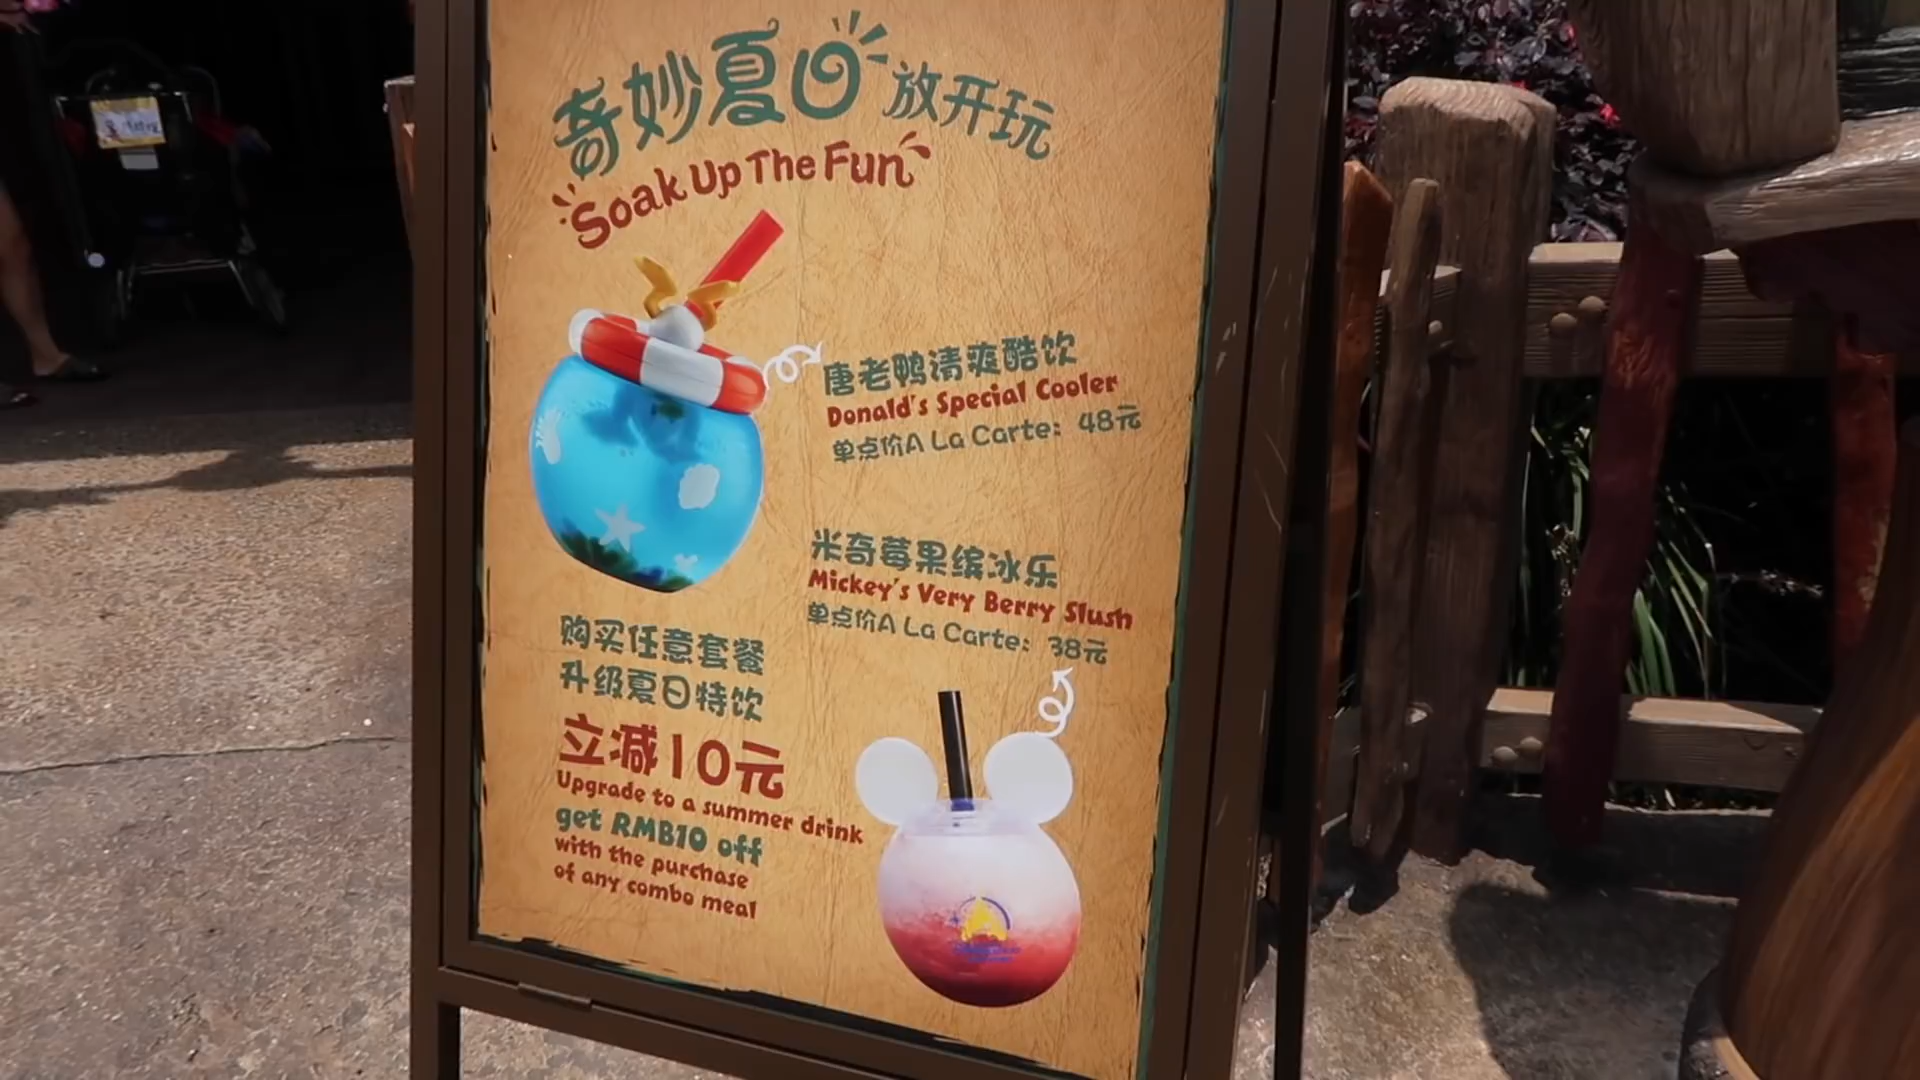 奇妙夏日放开玩
Soak Up The Fun
唐老鸭清爽酷饮
Donald's Special Cooler
单点价A La Carte: 48元
米奇莓果缤冰乐
Mickey's Very Berry Slush
单点价A La Carte: 38元
购买任意套餐
升级夏日特饮
立减10元
Upgrade to a summer drink
get RMB10 off
with the purchase
of any combo meal